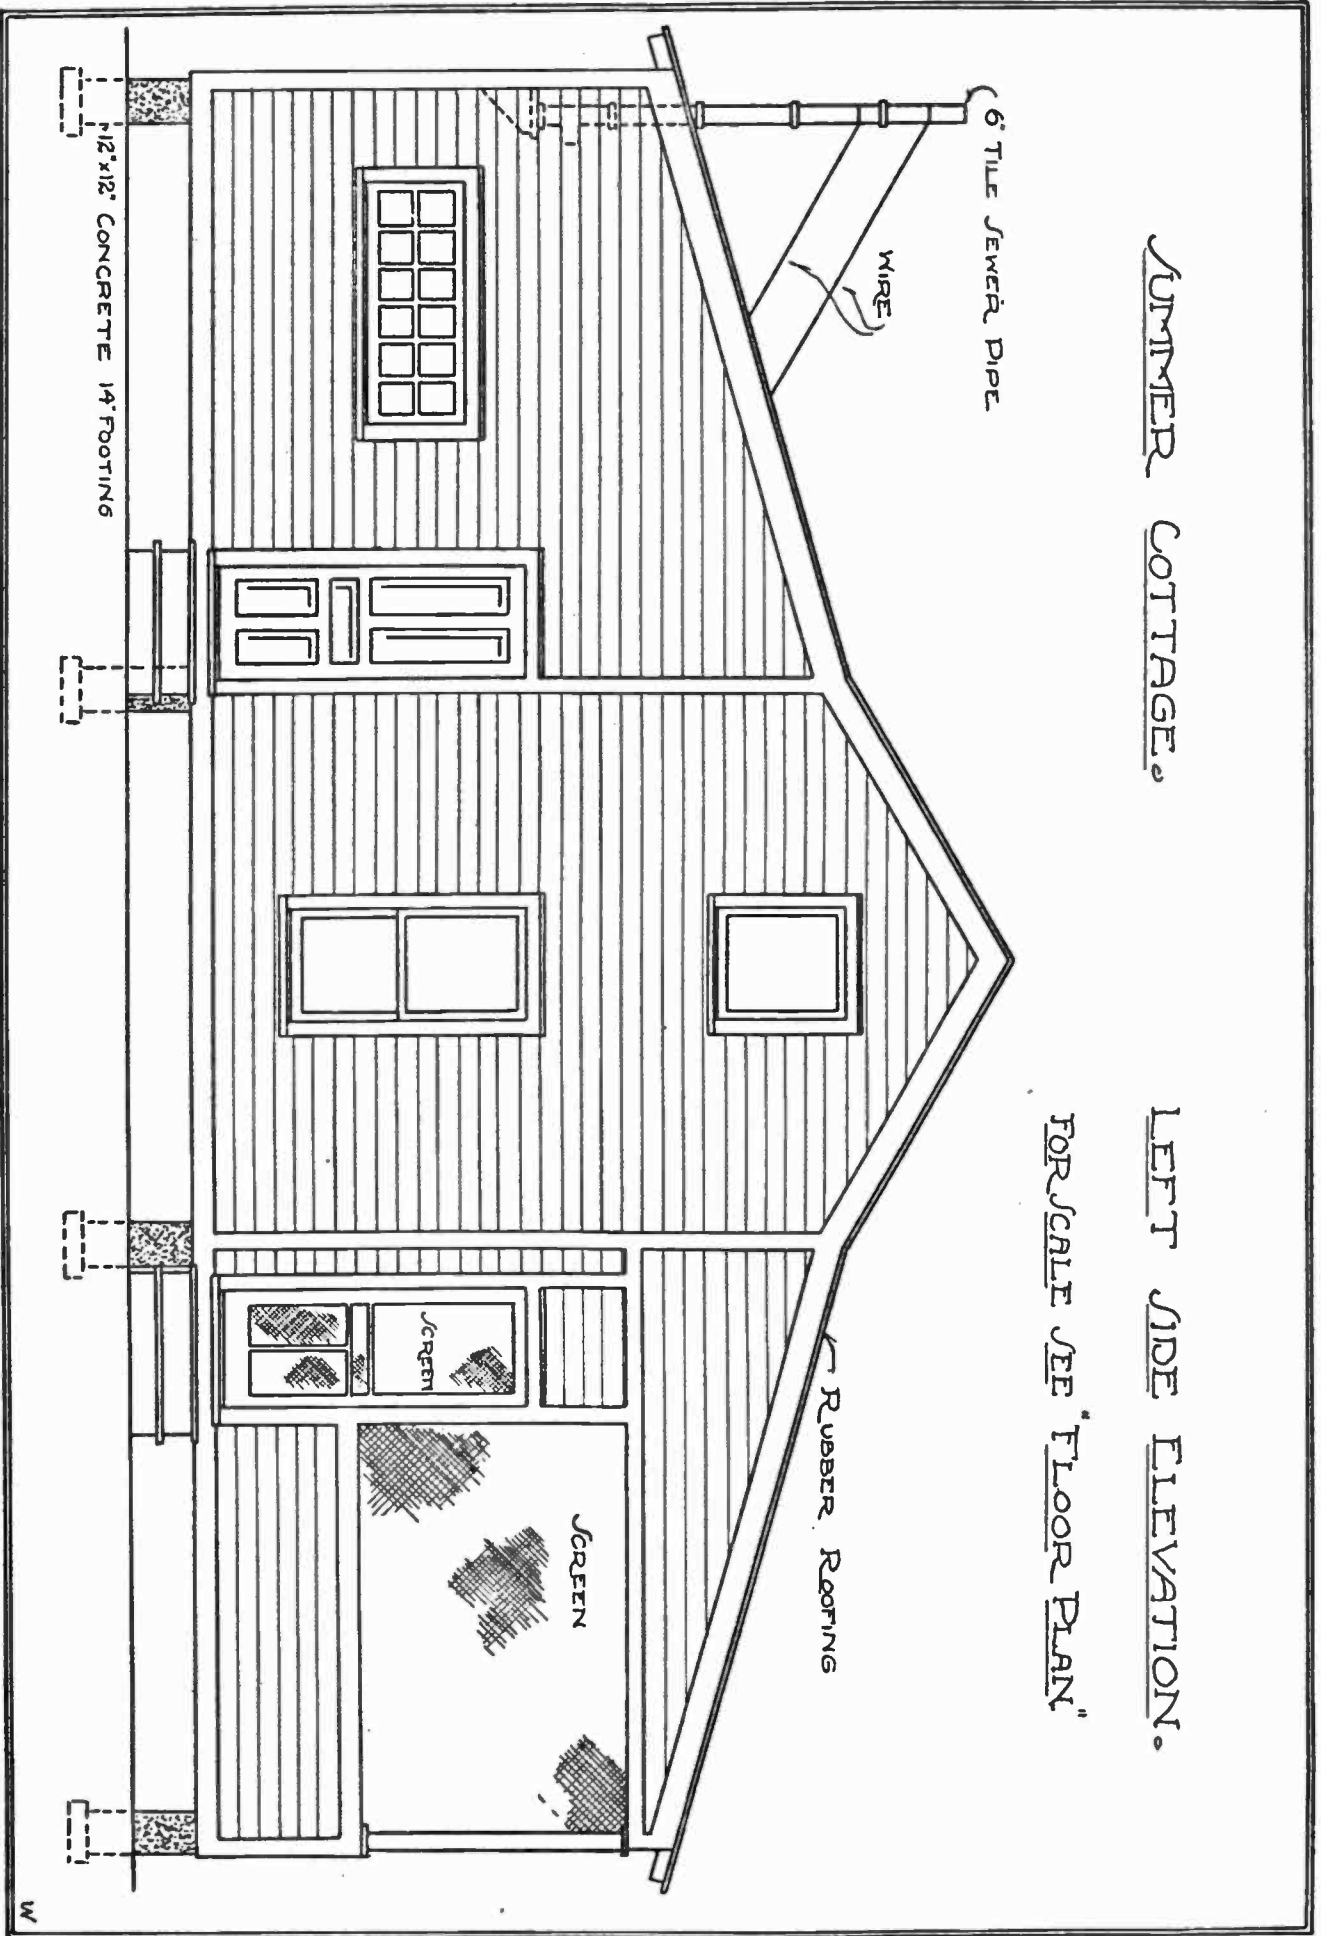 SUMMER COTTAGE.
LEFT SIDE ELEVATION.
FOR SCALE SEE "FLOOR PLAN"
6" TILE SEWER PIPE
WIRE
RUBBER ROOFING
SCREEN
SCREEN
12"x12" CONCRETE 14" FOOTING
W